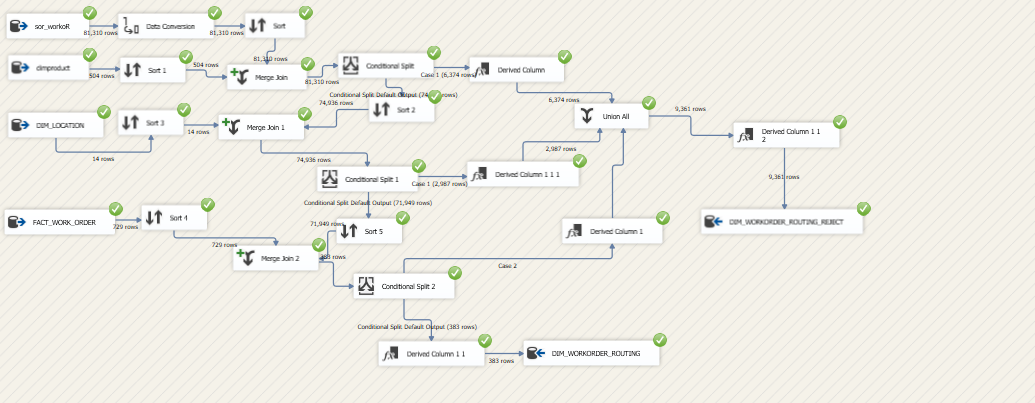 sor_workoR
81,310 rows
Data Conversion
81,310 rows
Sort
81,310 rows
dimproduct
504 rows
Sort 1
504 rows
Merge Join
81,310 rows
Conditional Split
Case 1 (6,374 rows)
Derived Column
6,374 rows
Conditional Split Default Output
Sort 2
74,936 rows
DIM_LOCATION
14 rows
Sort 3
14 rows
Merge Join 1
74,936 rows
Union All
9,361 rows
Derived Column 1 1
2
9,361 rows
2,987 rows
Conditional Split 1
Case 1 (2,987 rows)
Derived Column 1 1 1
Conditional Split Default Output (71,949 rows)
FACT_WORK_ORDER
729 rows
Sort 4
729 rows
71,949 rows
Sort 5
Merge Join 2
383 rows
Derived Column 1
DIM_WORKORDER_ROUTING_REJECT
Case 2
Conditional Split 2
Conditional Split Default Output (383 rows)
Derived Column 1 1
383 rows
DIM_WORKORDER_ROUTING